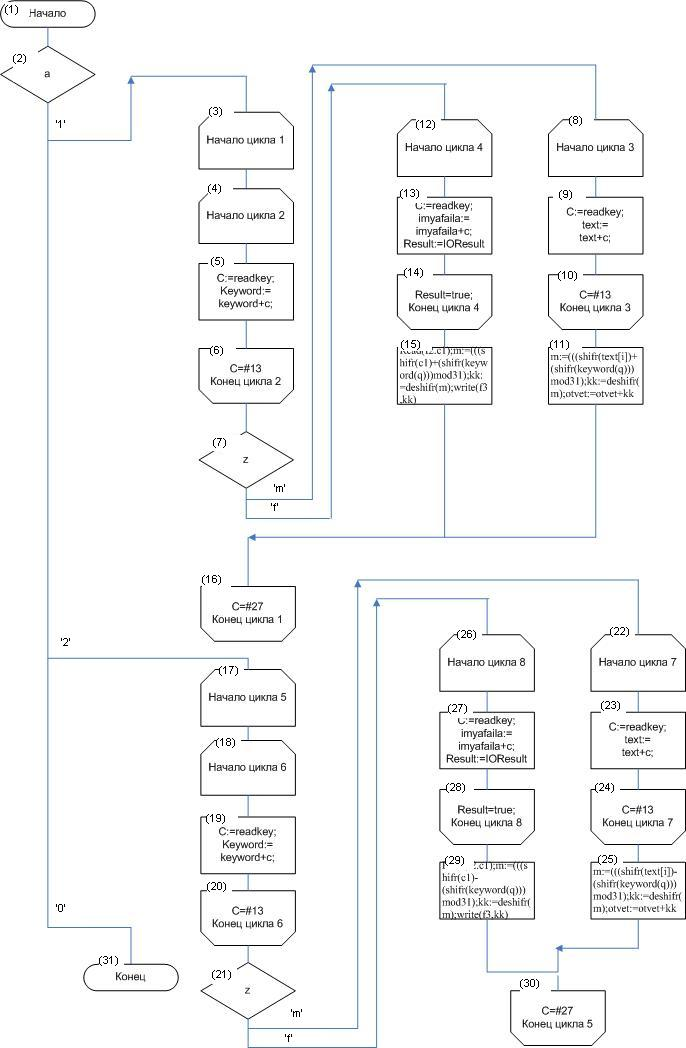 (1) Начало
(2)
a
'1'
(3)
Начало цикла 1
(4)
Начало цикла 2
(5)
C:=readkey;
Keyword:=
keyword+c;
(6)
C=#13
Конец цикла 2
(7)
z
'm'
'f'
(12)
Начало цикла 4
(13)
C:=readkey;
imyafaila:=
imyafaila+c;
Result:=IOResult
(14)
Result=true;
Конец цикла 4
(15)
Read(f2,c1);m:=(((s
hifr(c1)+(shifr(keyw
ord(q)))mod31);kk:
=deshifr(m);write(f3
,kk)
(8)
Начало цикла 3
(9)
C:=readkey;
text:=
text+c;
(10)
C=#13
Конец цикла 3
(11)
m:=(((shifr(text[i])+
(shifr(keyword(q)))
mod31);kk:=deshifr(
m);otvet:=otvet+kk
(16)
C=#27
Конец цикла 1
'2'
(17)
Начало цикла 5
(18)
Начало цикла 6
(19)
C:=readkey;
Keyword:=
keyword+c;
(20)
C=#13
Конец цикла 6
(21)
z
'm'
'f'
(26)
Начало цикла 8
(27)
C:=readkey;
imyafaila:=
imyafaila+c;
Result:=IOResult
(28)
Result=true;
Конец цикла 8
(29)
c1);m:=(((s
hifr(c1)-
(shifr(keyword(q)))
mod31);kk:=deshifr(
m);write(f3,kk)
(22)
Начало цикла 7
(23)
C:=readkey;
text:=
text+c;
(24)
C=#13
Конец цикла 7
(25)
m:=(((shifr(text[i])-
(shifr(keyword(q)))
mod31);kk:=deshifr(
m);otvet:=otvet+kk
(30)
C=#27
Конец цикла 5
'0'
(31)
Конец